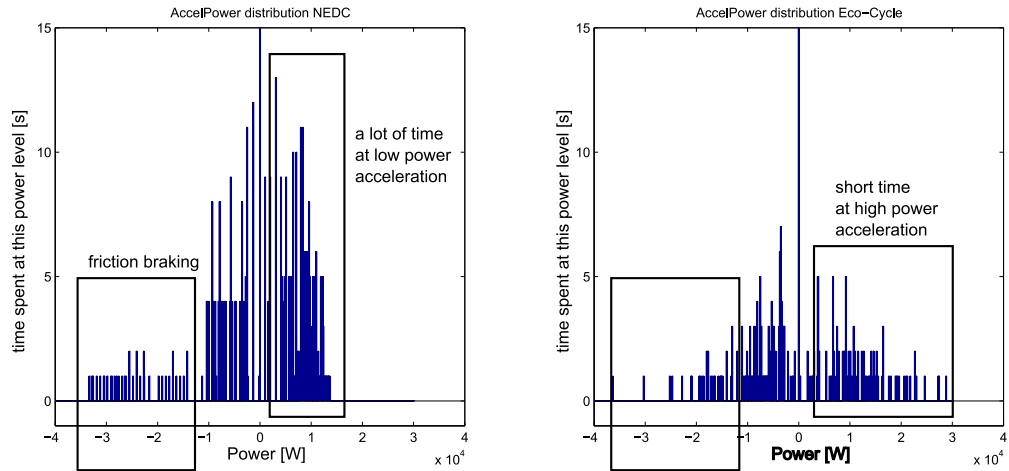 AccelPower distribution NEDC
15
10
5
0
time spent at this power level [s]
a lot of time
at low power
acceleration
friction braking
−4
−3
−2
−1
0
1
2
3
4
x 10^4
Power [W]
AccelPower distribution Eco−Cycle
15
10
5
0
time spent at this power level [s]
short time
at high power
acceleration
−4
−3
−2
−1
0
1
2
3
4
x 10^4
Power [W]